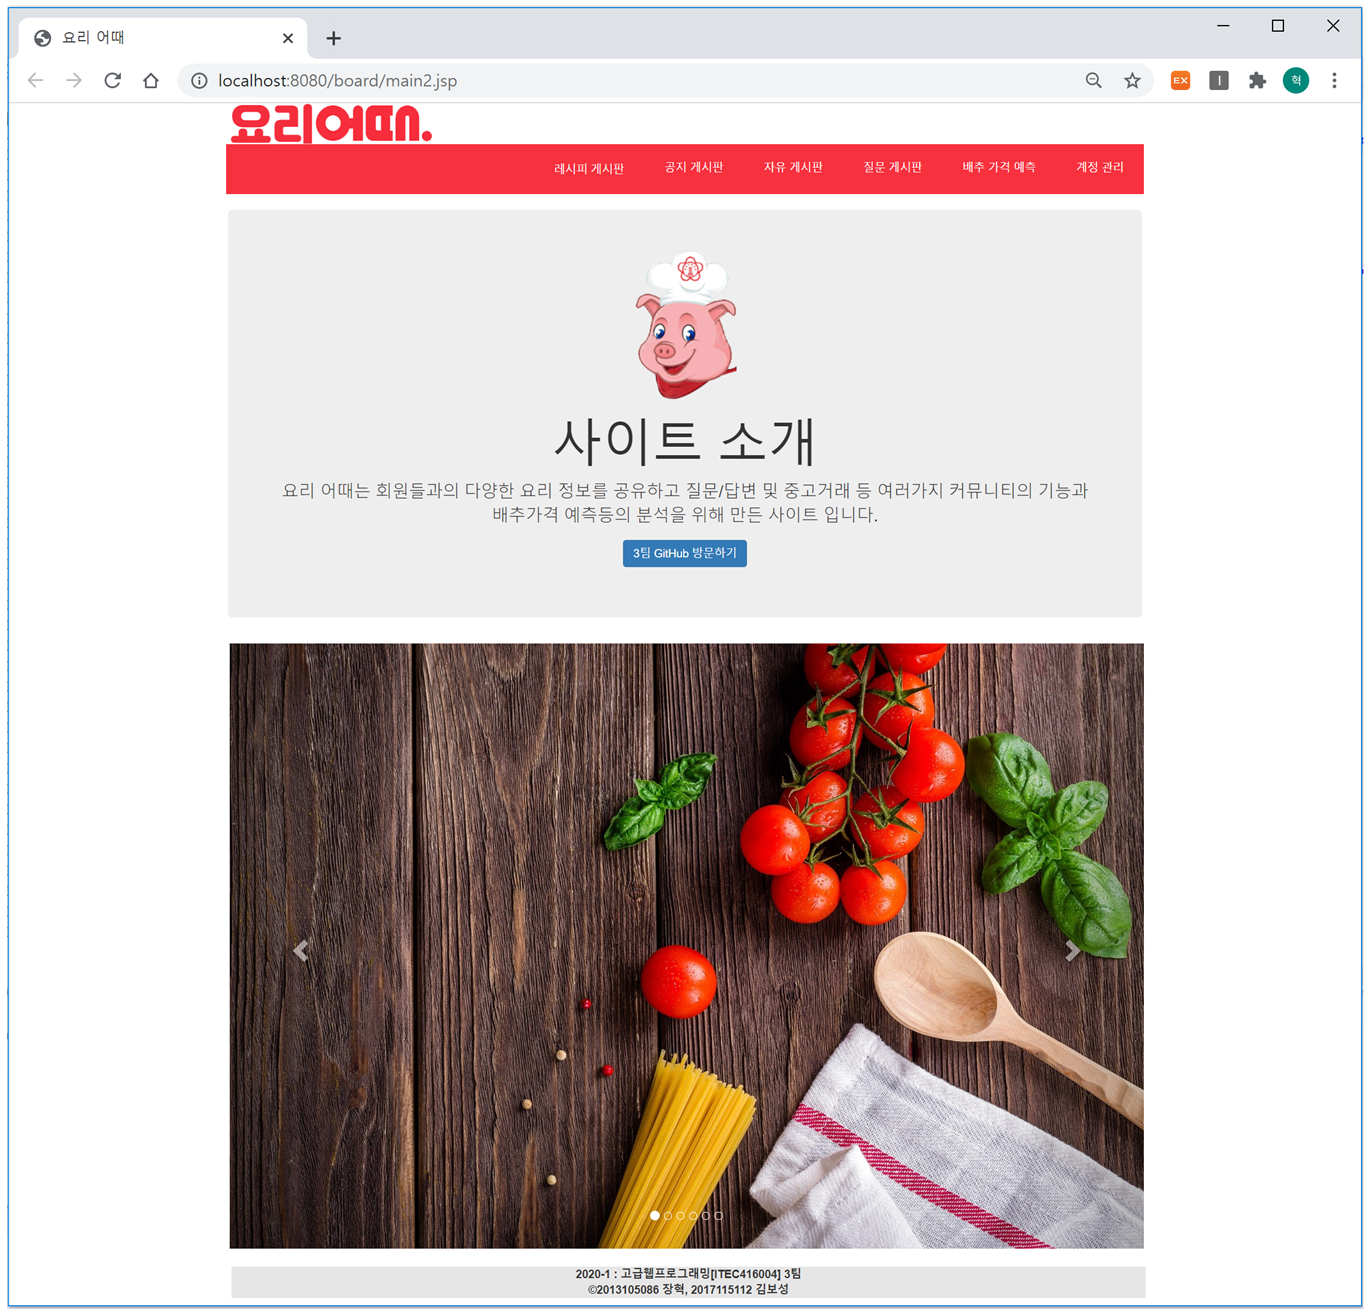 요리 어때
localhost:8080/board/main2.jsp
EX
I
혁
요리어때.
레시피 게시판 공지 게시판 자유 게시판 질문 게시판 배추 가격 예측 계정 관리
사이트 소개
요리 어때는 회원들과의 다양한 요리 정보를 공유하고 질문/답변 및 중고거래 등 여러가지 커뮤니티의 기능과
배추가격 예측등의 분석을 위해 만든 사이트 입니다.
3팀 GitHub 방문하기
2020-1 : 고급웹프로그래밍[ITEC416004] 3팀
©2013105086 장혁, 2017115112 김보성